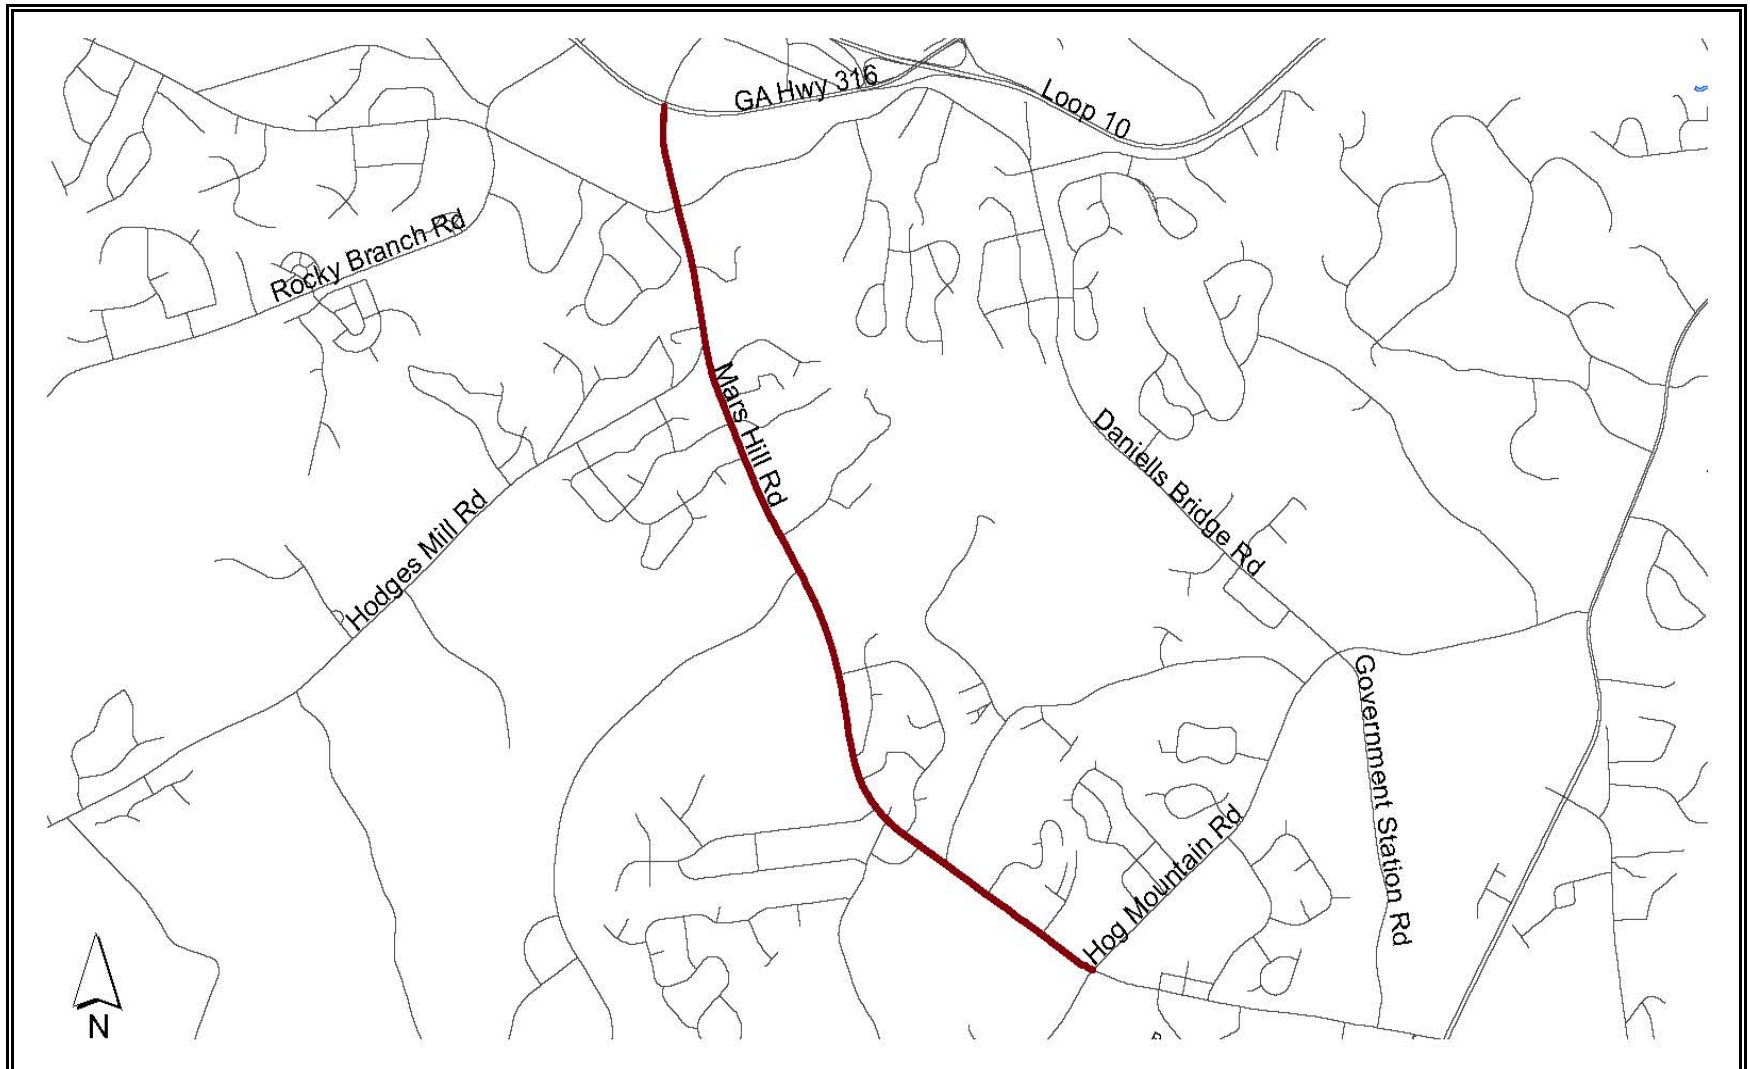 GA Hwy 316
Loop 10
Rocky Branch Rd
Mars Hill Rd
Daniells Bridge Rd
Hodges Mill Rd
Government Station Rd
Hog Mountain Rd
N